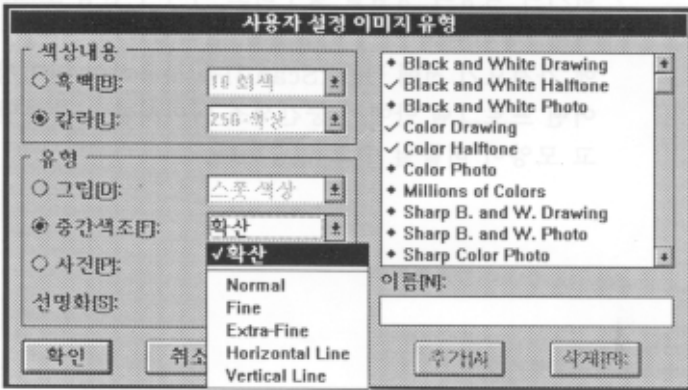 사용자 설정 이미지 유형
색상내용
흑백[B]:
16 회색
칼라[L]:
256 색상
유형
그림[D]:
스폿 색상
중간색조[F]:
확산
사진[P]:
선명화[S]:
✓확산
Normal
Fine
Extra-Fine
Horizontal Line
Vertical Line
확인
취소
Black and White Drawing
Black and White Halftone
Black and White Photo
Color Drawing
Color Halftone
Color Photo
Millions of Colors
Sharp B. and W. Drawing
Sharp B. and W. Photo
Sharp Color Photo
이름[N]:
추가[A]
삭제[R]: